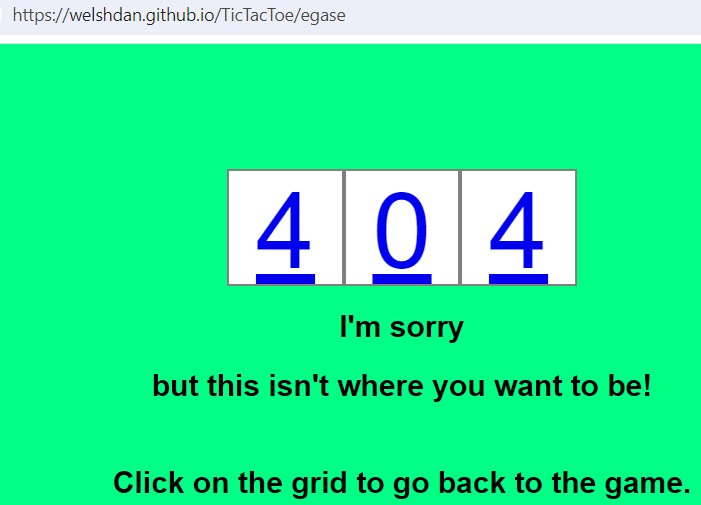 https://welshdan.github.io/TicTacToe/egase
4 0 4
I'm sorry
but this isn't where you want to be!
Click on the grid to go back to the game.